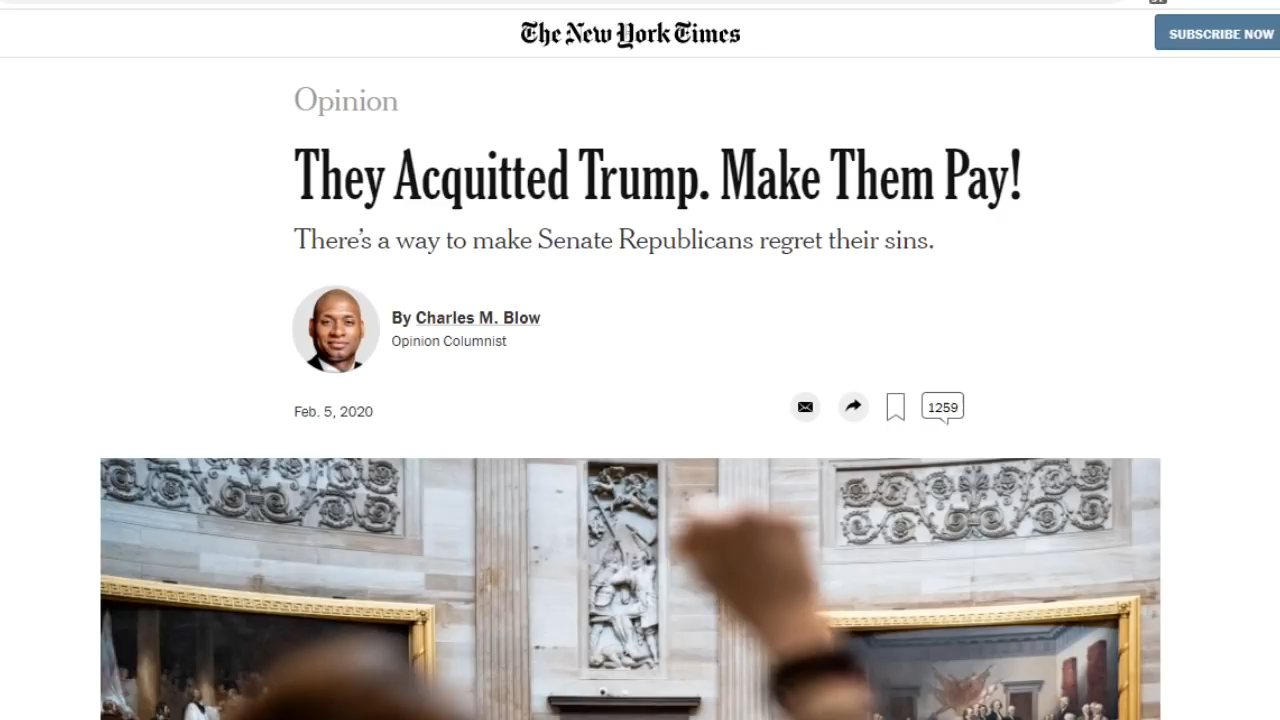 The New York Times
SUBSCRIBE NOW
Opinion
They Acquitted Trump. Make Them Pay!
There's a way to make Senate Republicans regret their sins.
By Charles M. Blow
Opinion Columnist
Feb. 5, 2020
1259